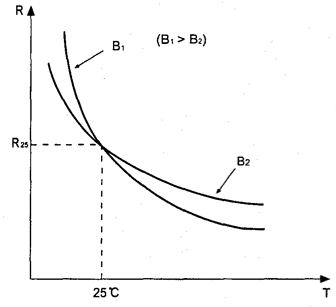 R
B₁ (B₁ > B₂)
R₂₅
B₂
25°C T